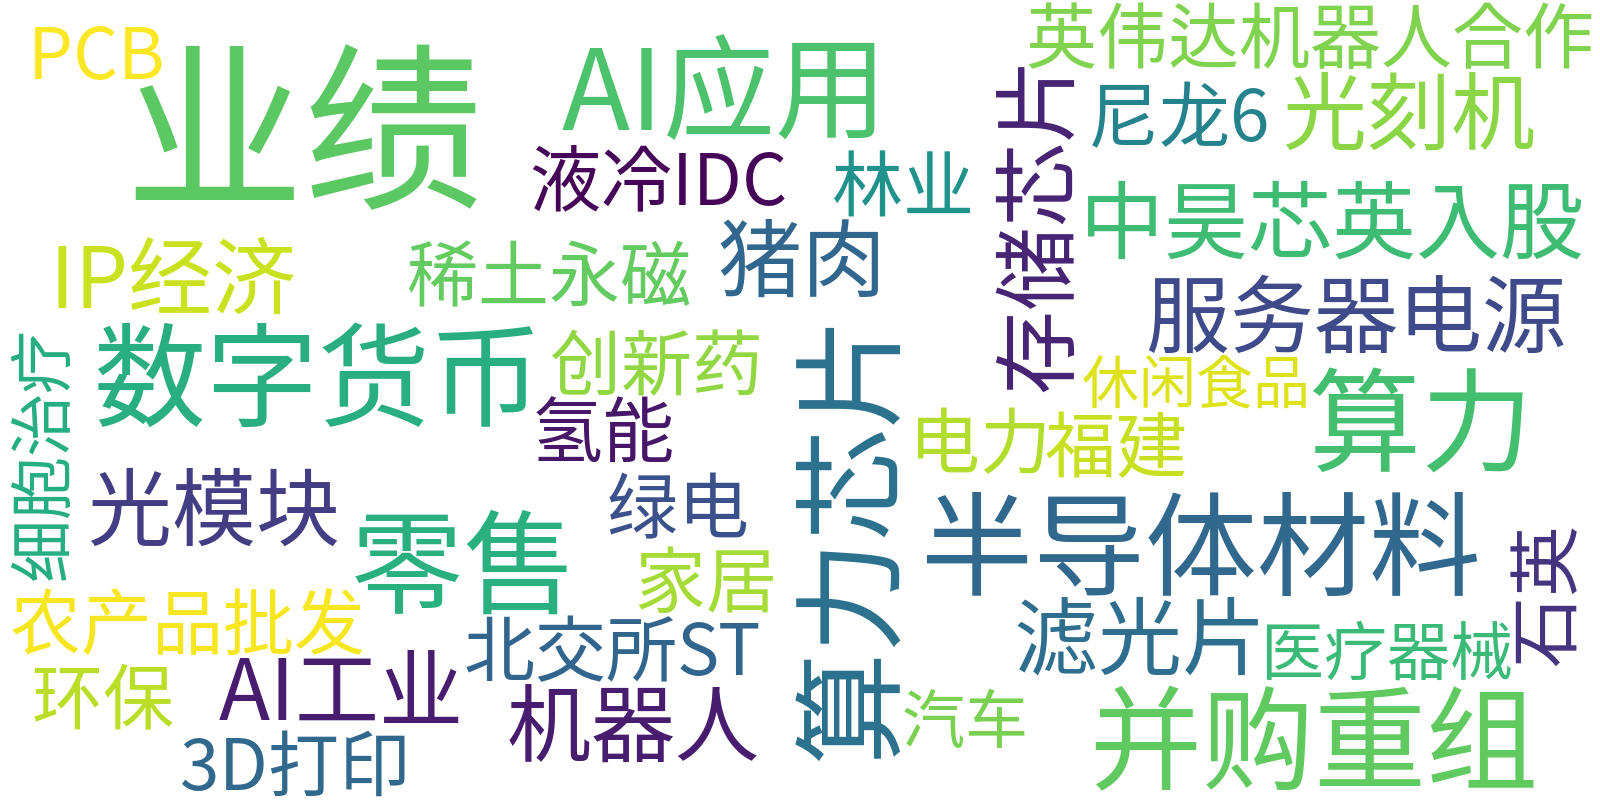 PCB
业绩
AI应用
英伟达机器人合作
尼龙6
光刻机
液冷IDC
林业
存储芯片
中昊芯英入股
IP经济
稀土永磁
猪肉
服务器电源
数字货币
创新药
算力芯片
休闲食品
算力
细胞治疗
氢能
电力
福建
光模块
零售
绿电
半导体材料
石英
家居
农产品批发
北交所ST
滤光片
医疗器械
环保
AI工业
机器人
汽车
并购重组
3D打印